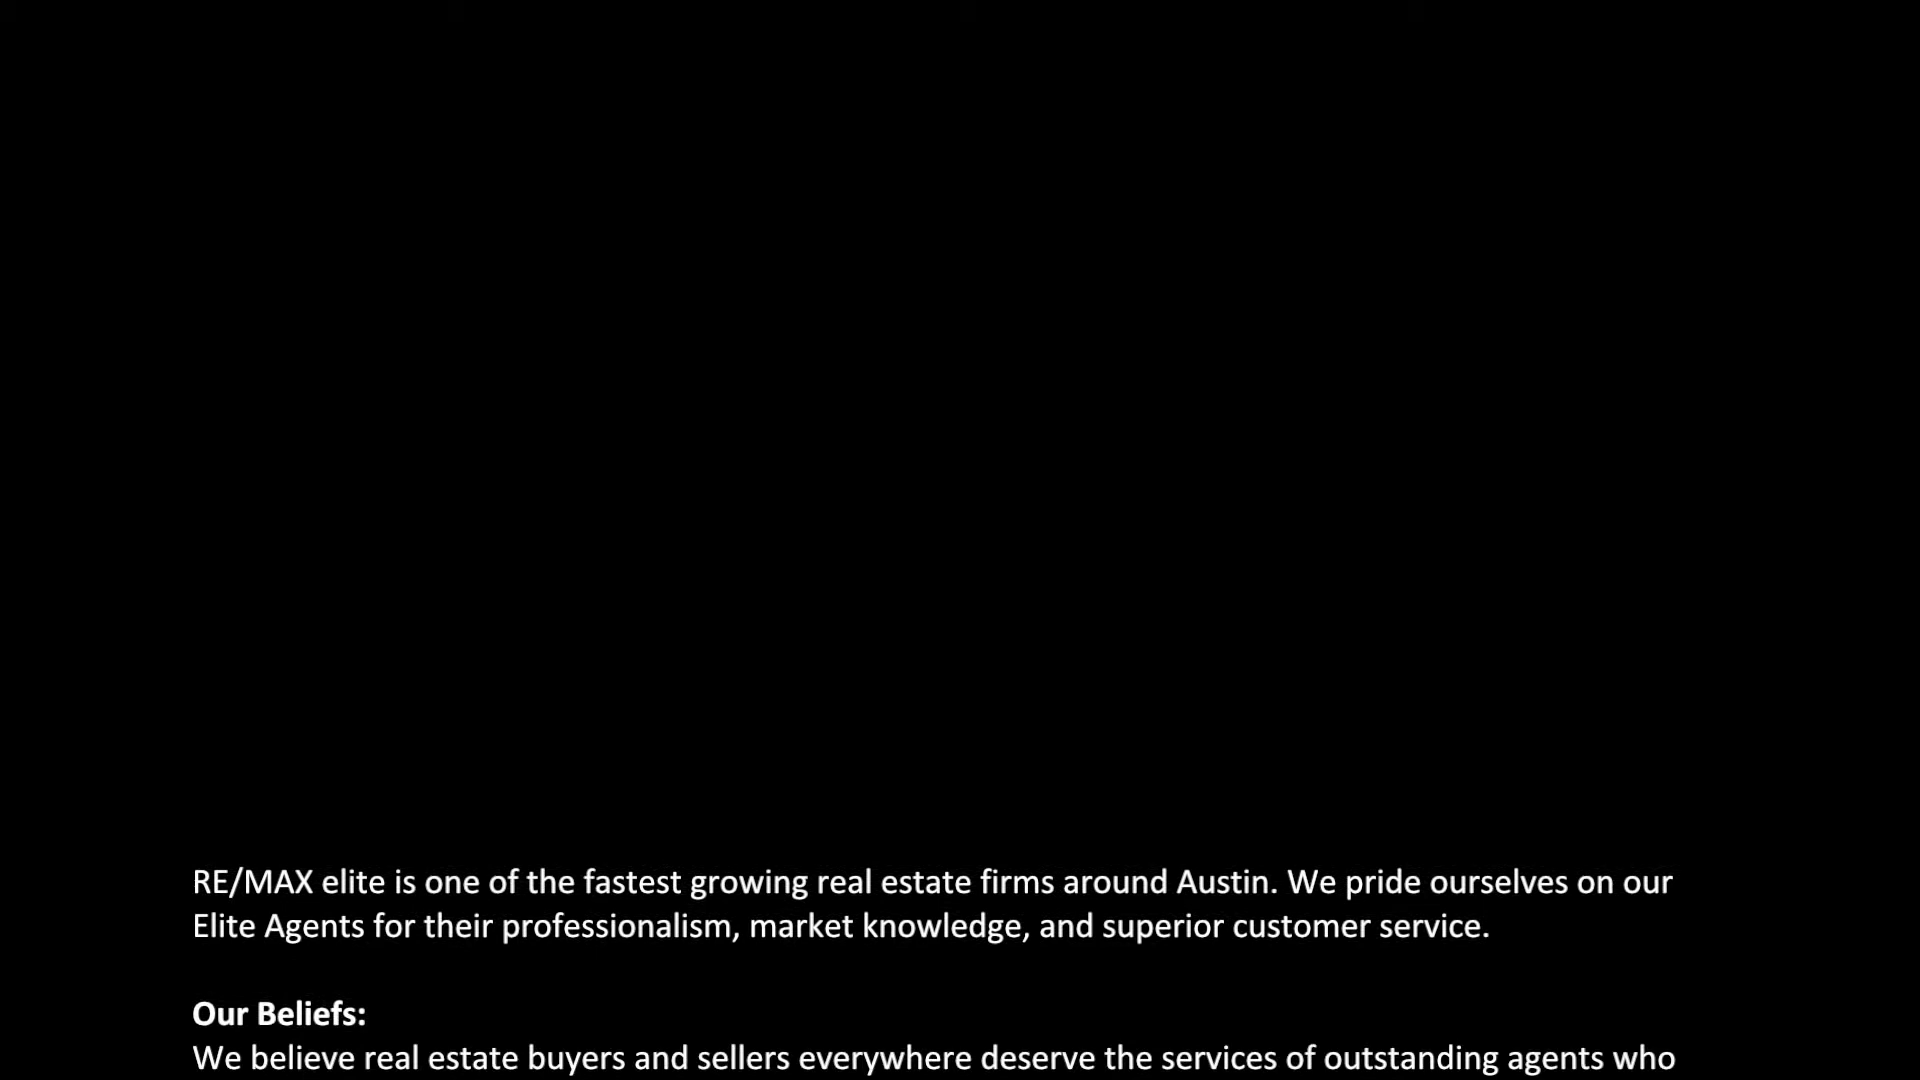 RE/MAX elite is one of the fastest growing real estate firms around Austin. We pride ourselves on our
Elite Agents for their professionalism, market knowledge, and superior customer service.
Our Beliefs:
We believe real estate buyers and sellers everywhere deserve the services of outstanding agents who